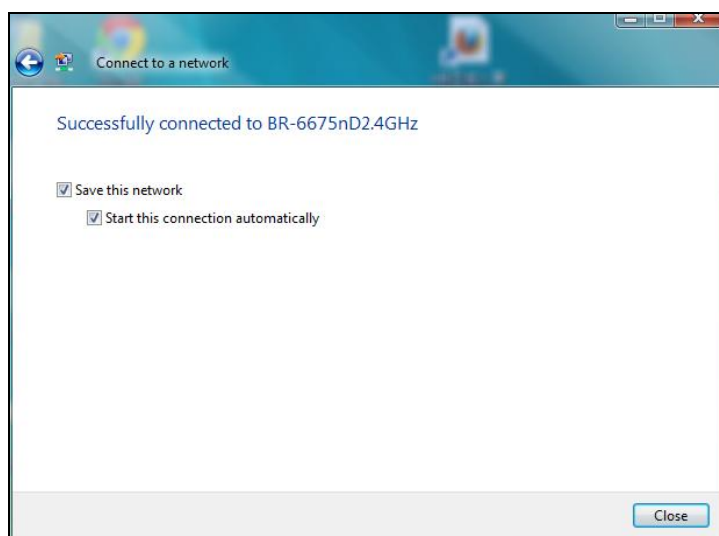 Connect to a network
Successfully connected to BR-6675nD2.4GHz
Save this network
Start this connection automatically
Close